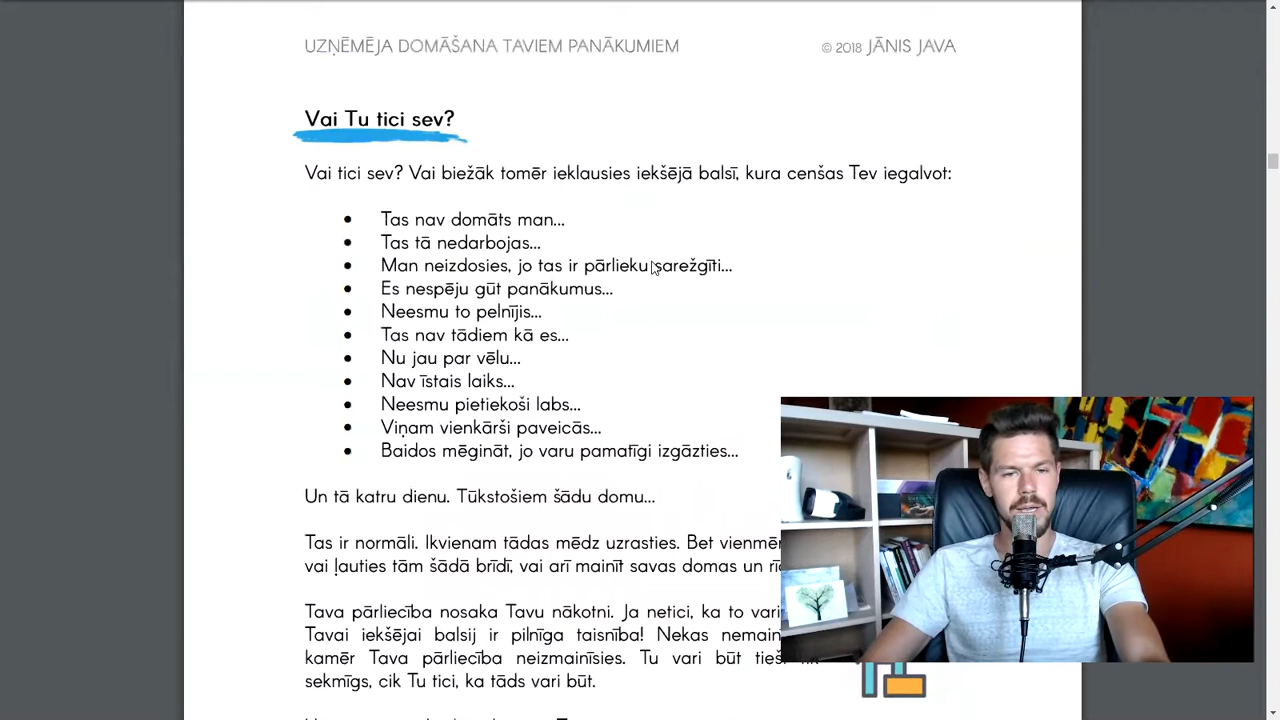 UZŅĒMĒJA DOMĀŠANA TAVIEM PANĀKUMIEM © 2018 JĀNIS JAVA
Vai Tu tici sev?
Vai tici sev? Vai biežāk tomēr ieklausies iekšējā balsī, kura cenšas Tev iegalvot:
• Tas nav domāts man...
• Tas tā nedarbojas...
• Man neizdosies, jo tas ir pārlieku sarežgīti...
• Es nespēju gūt panākumus...
• Neesmu to pelnījis...
• Tas nav tādiem kā es...
• Nu jau par vēlu...
• Nav īstais laiks...
• Neesmu pietiekoši labs...
• Viņam vienkārši paveicās...
• Baidos mēgināt, jo varu pamatīgi izgāzties...
Un tā katru dienu. Tūkstošiem šādu domu...
Tas ir normāli. Ikvienam tādas mēdz uzrasties. Bet
vai ļauties tām šādā brīdī, vai arī mainīt savas domas un
Tava pārliecība nosaka Tavu nākotni. Ja netici, ka to
Tavai iekšējai balsij ir pilnīga taisnība! Nekas
kamēr Tava pārliecība neizmainīsies. Tu vari būt
sekmīgs, cik Tu tici, ka tāds vari būt.